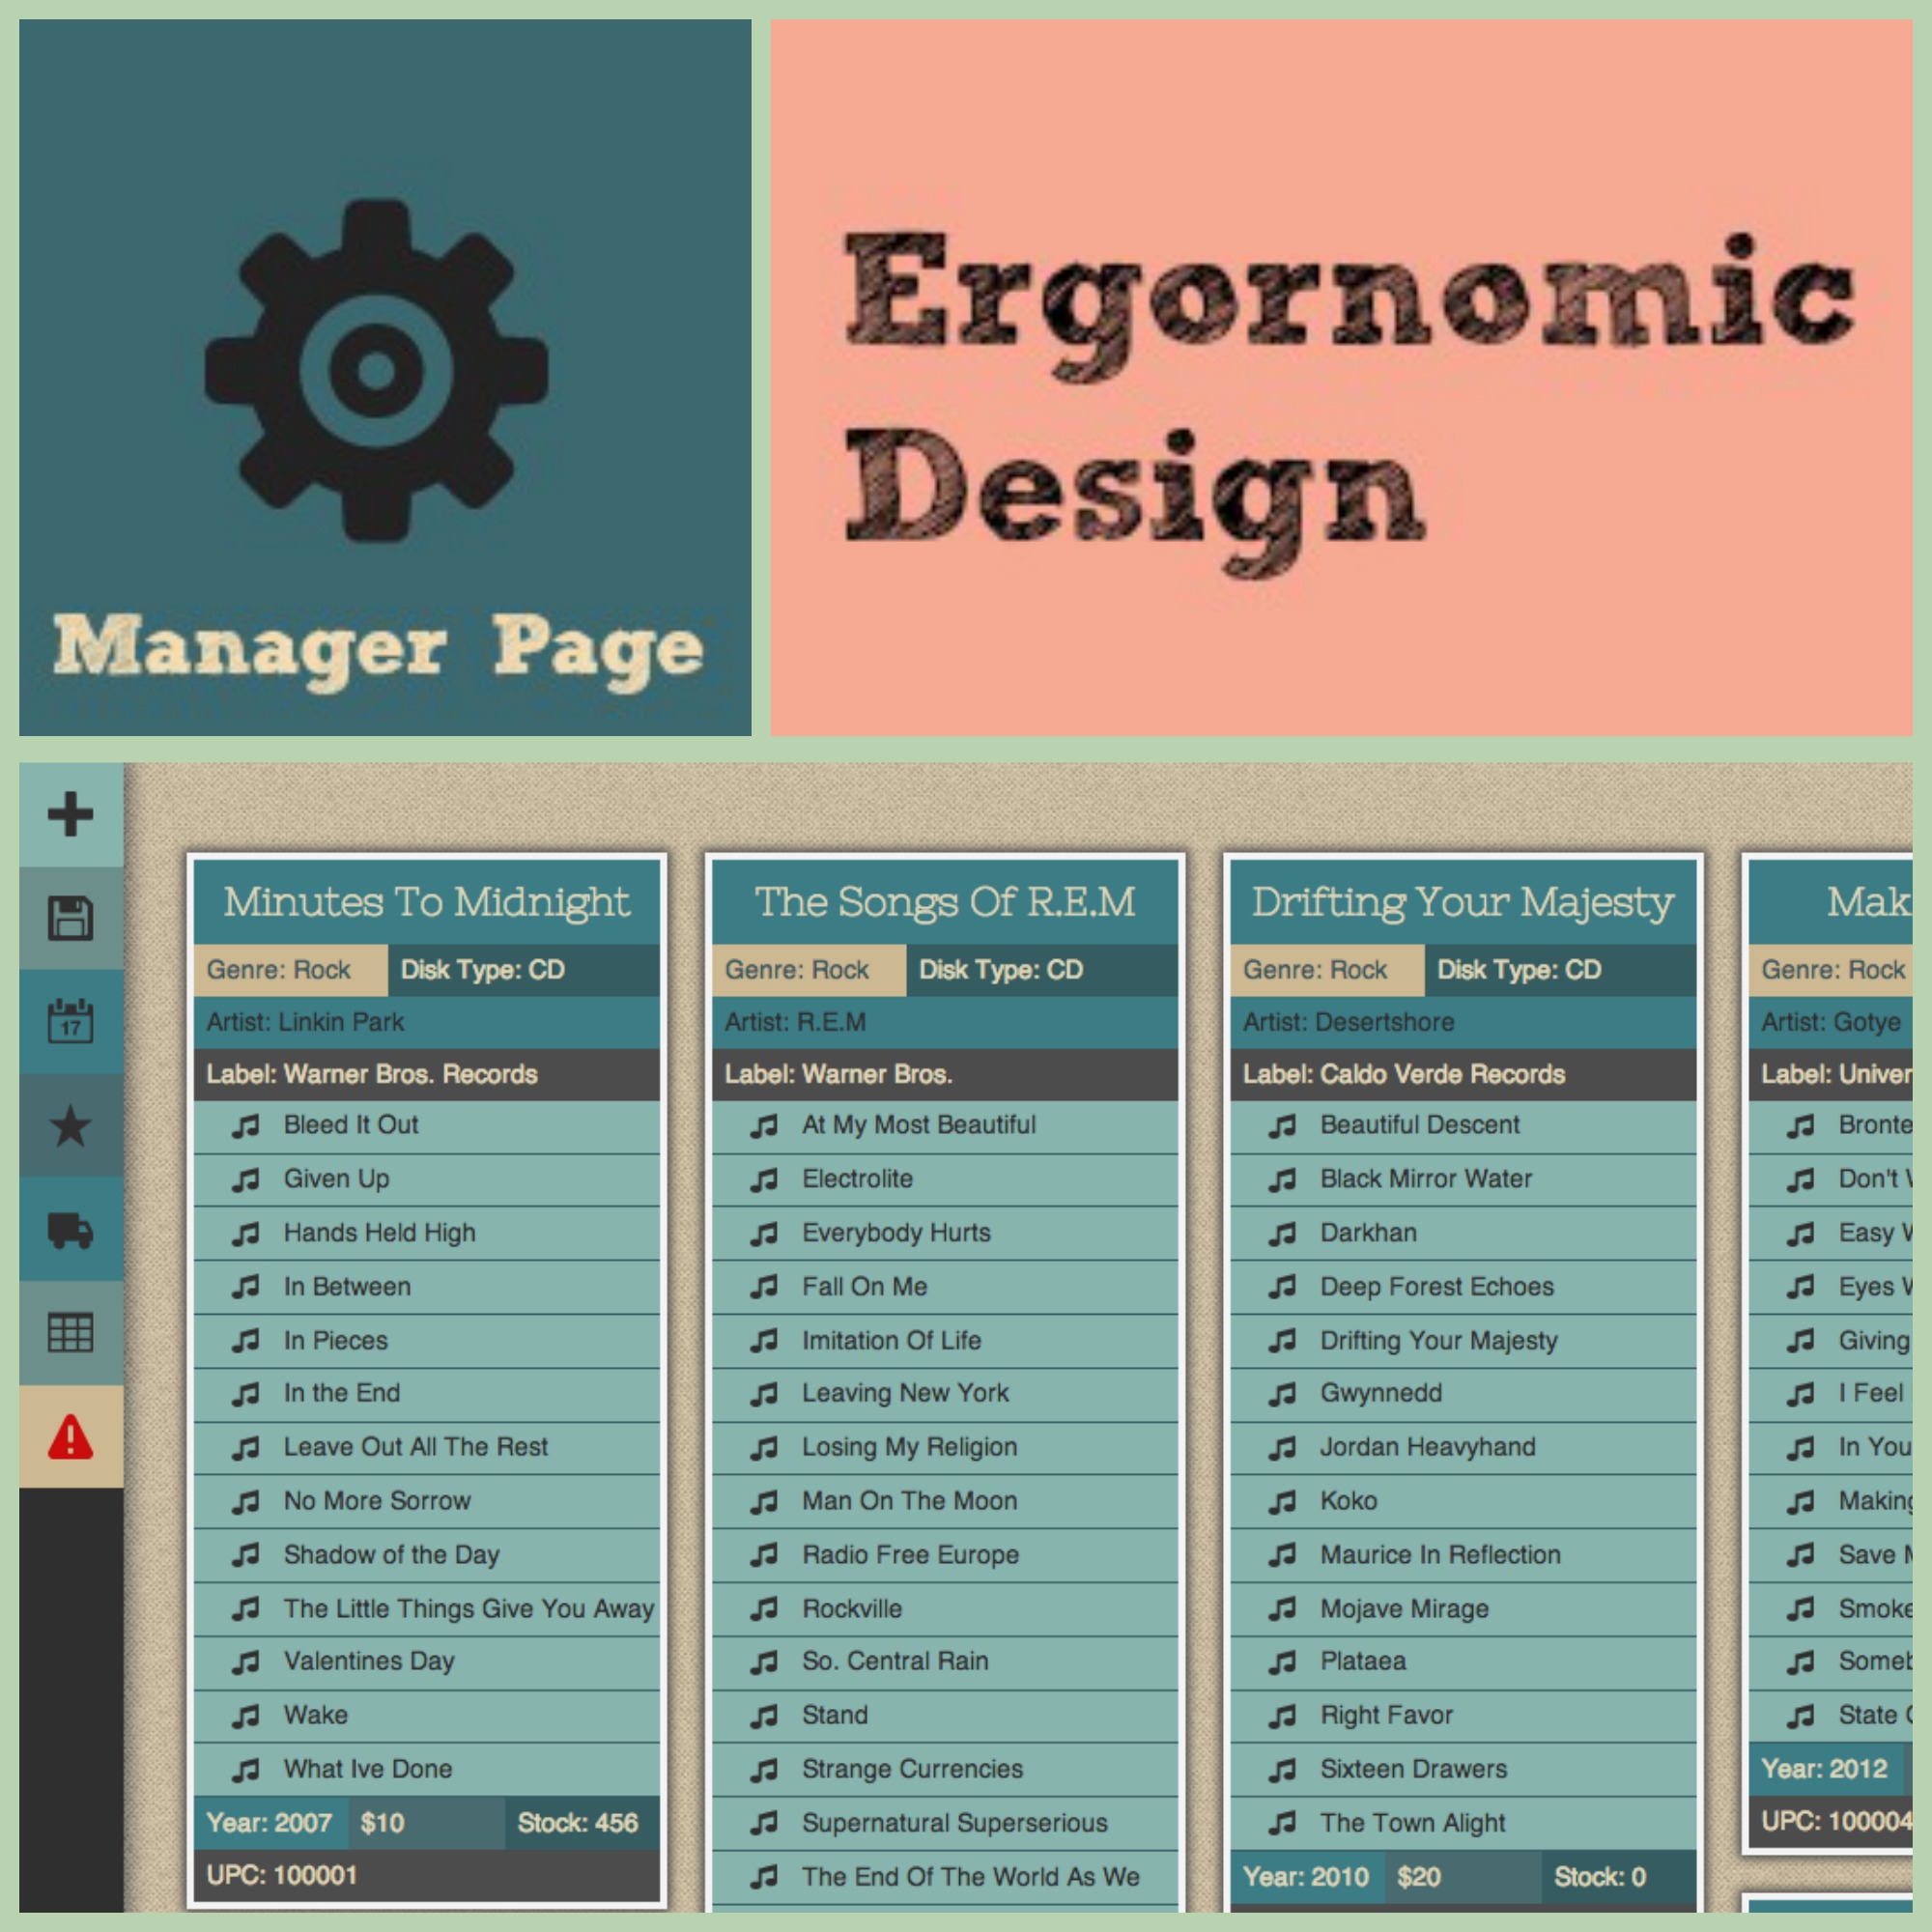 Manager Page
Ergornomic
Design
17
Minutes To Midnight
Genre: Rock
Disk Type: CD
Artist: Linkin Park
Label: Warner Bros. Records
Bleed It Out
Given Up
Hands Held High
In Between
In Pieces
In the End
Leave Out All The Rest
No More Sorrow
Shadow of the Day
The Little Things Give You Away
Valentines Day
Wake
What Ive Done
Year: 2007
$10
Stock: 456
UPC: 100001
The Songs Of R.E.M
Genre: Rock
Disk Type: CD
Artist: R.E.M
Label: Warner Bros.
At My Most Beautiful
Electrolite
Everybody Hurts
Fall On Me
Imitation Of Life
Leaving New York
Losing My Religion
Man On The Moon
Radio Free Europe
Rockville
So. Central Rain
Stand
Strange Currencies
Supernatural Superserious
The End Of The World As We
Drifting Your Majesty
Genre: Rock
Disk Type: CD
Artist: Desertshore
Label: Caldo Verde Records
Beautiful Descent
Black Mirror Water
Darkhan
Deep Forest Echoes
Drifting Your Majesty
Gwynnedd
Jordan Heavyhand
Koko
Maurice In Reflection
Mojave Mirage
Plataea
Right Favor
Sixteen Drawers
The Town Alight
Year: 2010
$20
Stock: 0
Mak
Genre: Rock
Artist: Gotye
Label: Univer
Bronte
Don't
Easy
Eyes
Giving
I Feel
In You
Making
Save
Smoke
Someb
State
Year: 2012
UPC: 100004